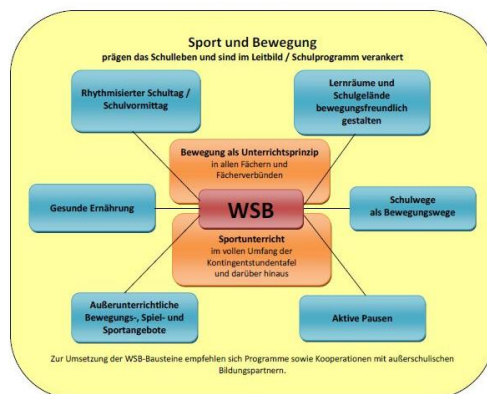 Sport und Bewegung
prägen das Schulleben und sind im Leitbild / Schulprogramm verankert
Rhythmisierter Schultag /
Schulvormittag
Lernräume und
Schulgelände
bewegungsfreundlich
gestalten
Bewegung als Unterrichtsprinzip
in allen Fächern und
Fächerverbünden
Gesunde Ernährung
WSB
Schulwege
als Bewegungswege
Sportunterricht
im vollen Umfang der
Kontingentstundentafel
und darüber hinaus
Außerunterrichtliche
Bewegungs-, Spiel- und
Sportangebote
Aktive Pausen
Zur Umsetzung der WSB-Bausteine empfehlen sich Programme sowie Kooperationen mit außerschulischen
Bildungspartnern.